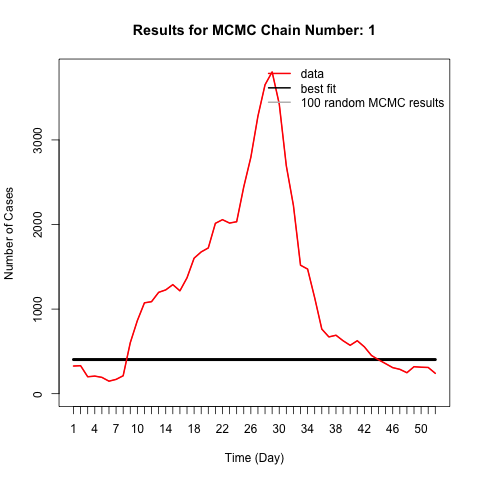 Results for MCMC Chain Number: 1
data
best fit
100 random MCMC results
Number of Cases
0 1000 2000 3000
1 4 7 10 14 18 22 26 30 34 38 42 46 50
Time (Day)